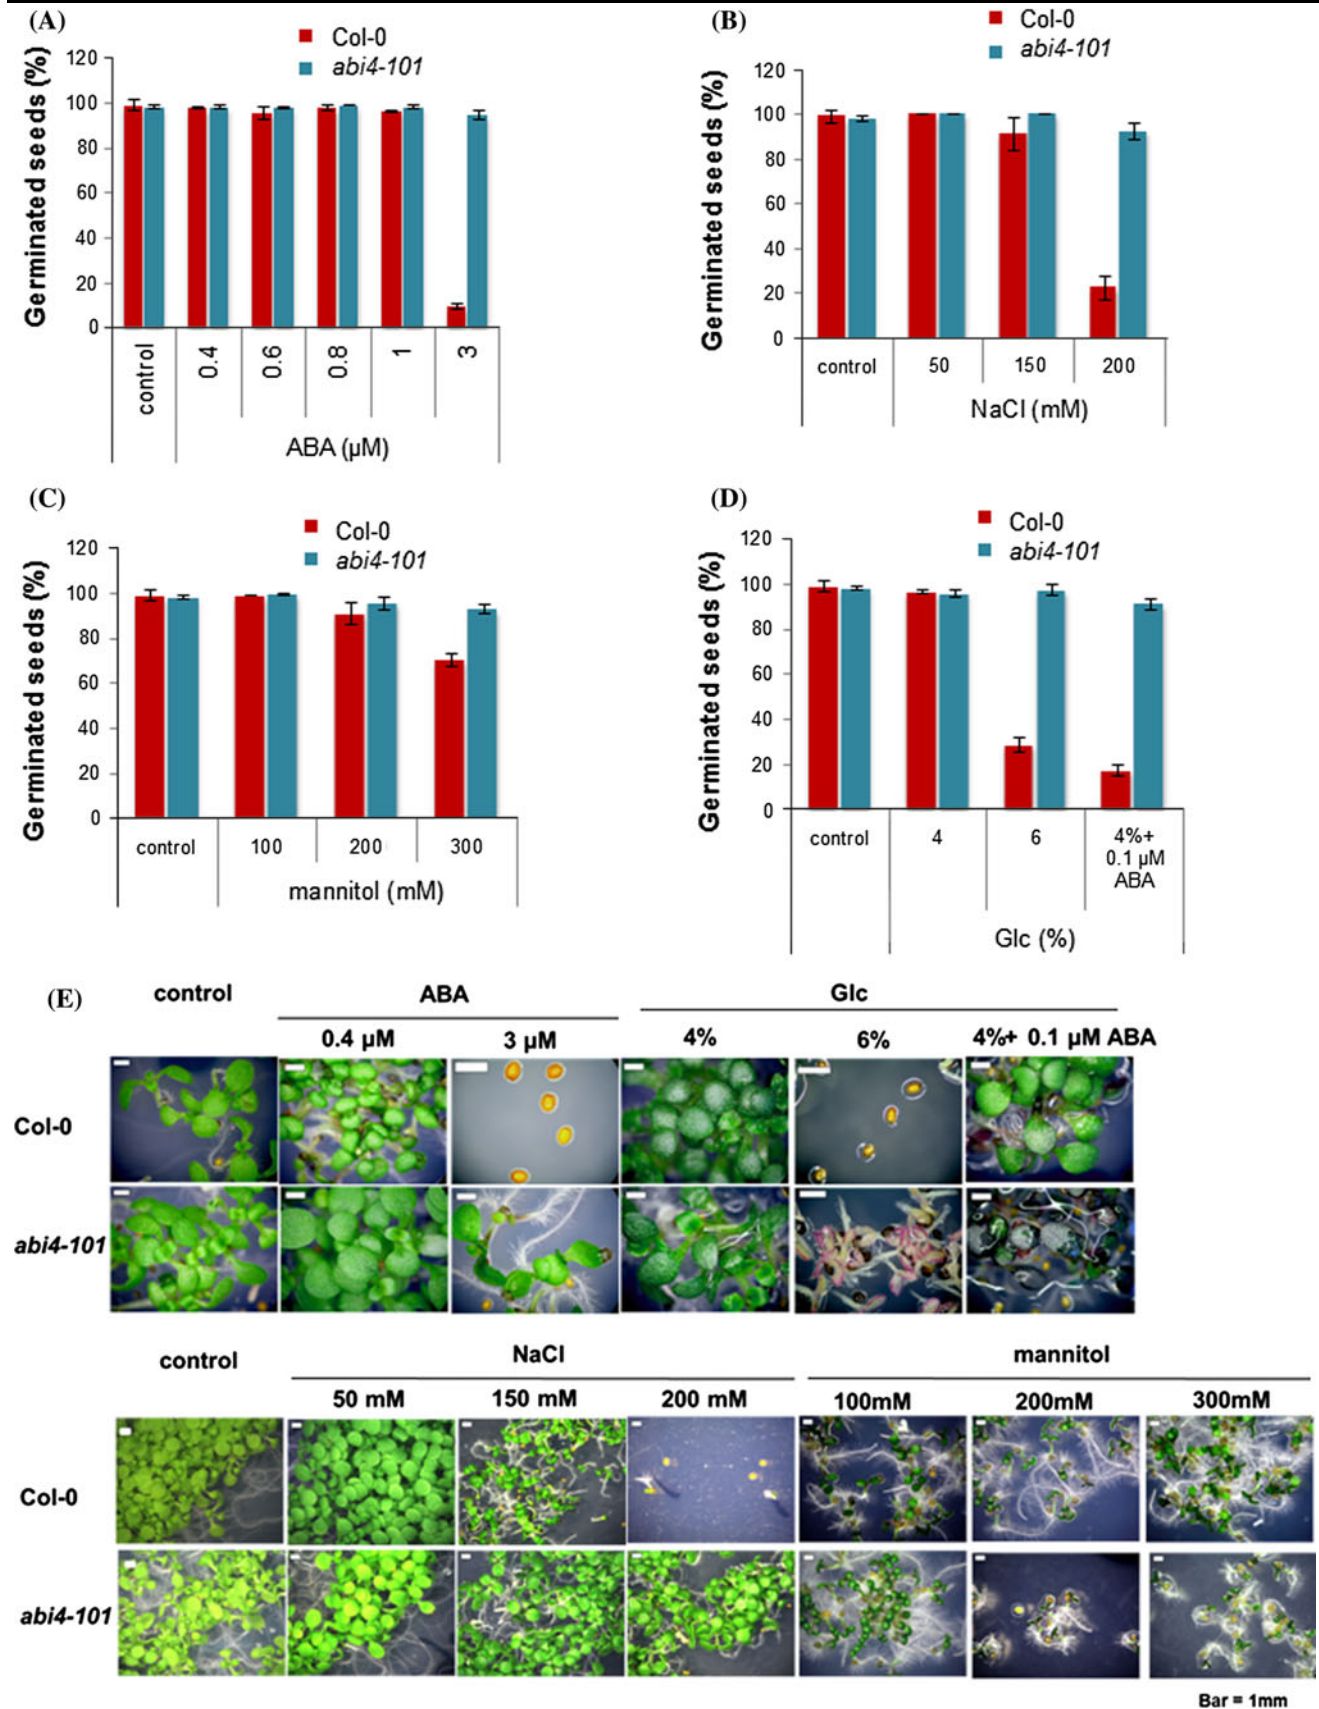 (A)
Col-0
abi4-101
Germinated seeds (%)
120
100
80
60
40
20
0
control
0.4
0.6
0.8
1
3
ABA (µM)
(B)
Col-0
abi4-101
Germinated seeds (%)
120
100
80
60
40
20
0
control
50
150
200
NaCl (mM)
(C)
Col-0
abi4-101
Germinated seeds (%)
120
100
80
60
40
20
0
control
100
200
300
mannitol (mM)
(D)
Col-0
abi4-101
Germinated seeds (%)
120
100
80
60
40
20
0
control
4
6
4%+
0.1 µM
ABA
Glc (%)
(E)
control ABA Glc
0.4 µM 3 µM 4% 6% 4%+ 0.1 µM ABA
Col-0
abi4-101
control NaCl mannitol
50 mM 150 mM 200 mM 100mM 200mM 300mM
Col-0
abi4-101
Bar = 1mm